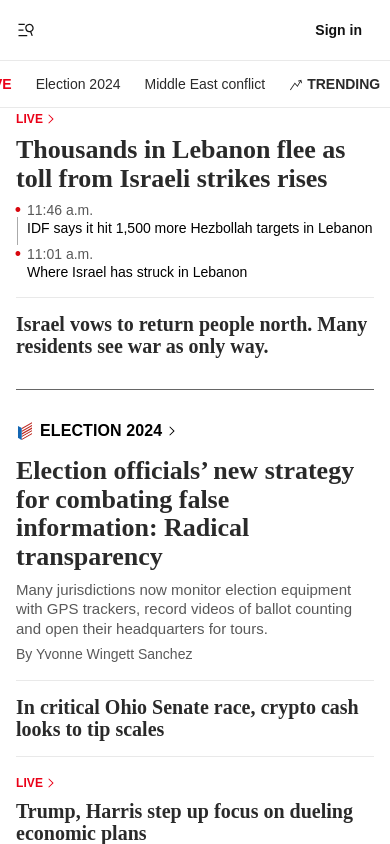 Sign in
VE Election 2024 Middle East conflict TRENDING
LIVE
Thousands in Lebanon flee as
toll from Israeli strikes rises
11:46 a.m.
IDF says it hit 1,500 more Hezbollah targets in Lebanon
11:01 a.m.
Where Israel has struck in Lebanon
Israel vows to return people north. Many
residents see war as only way.
ELECTION 2024
Election officials’ new strategy
for combating false
information: Radical
transparency
Many jurisdictions now monitor election equipment
with GPS trackers, record videos of ballot counting
and open their headquarters for tours.
By Yvonne Wingett Sanchez
In critical Ohio Senate race, crypto cash
looks to tip scales
LIVE
Trump, Harris step up focus on dueling
economic plans